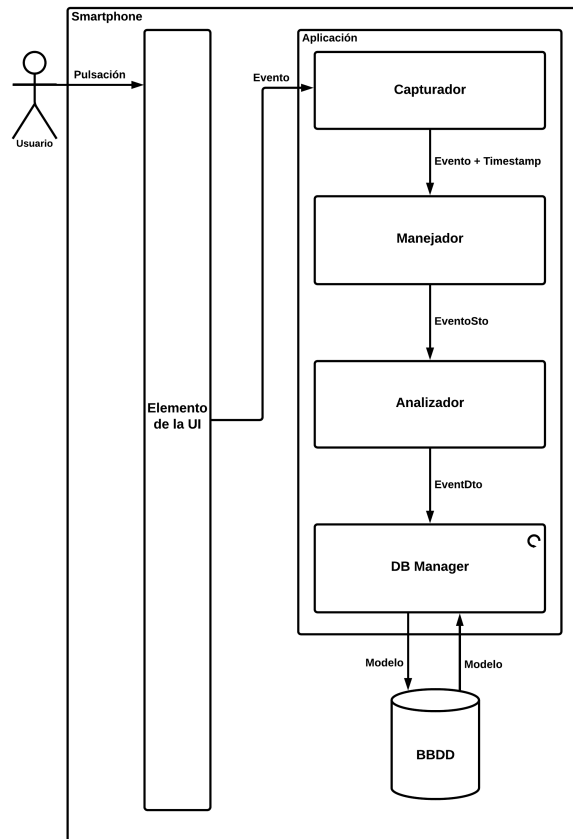 Smartphone
Aplicación
Pulsación
Evento
Usuario
Capturador
Evento + Timestamp
Manejador
EventoSto
Elemento
de la UI
Analizador
EventDto
DB Manager
Modelo
Modelo
BBDD